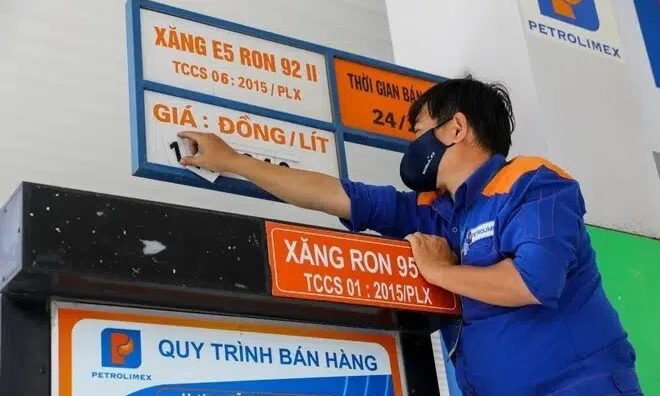 PETROLIMEX
XĂNG E5 RON 92 II
TCCS 06 : 2015 / PLX
THỜI GIAN BÁN
24/
GIÁ : ĐỒNG/LÍT
PETROLIMEX
XĂNG RON 95
TCCS 01 : 2015/PLX
QUY TRÌNH BÁN HÀNG
PETROLIMEX